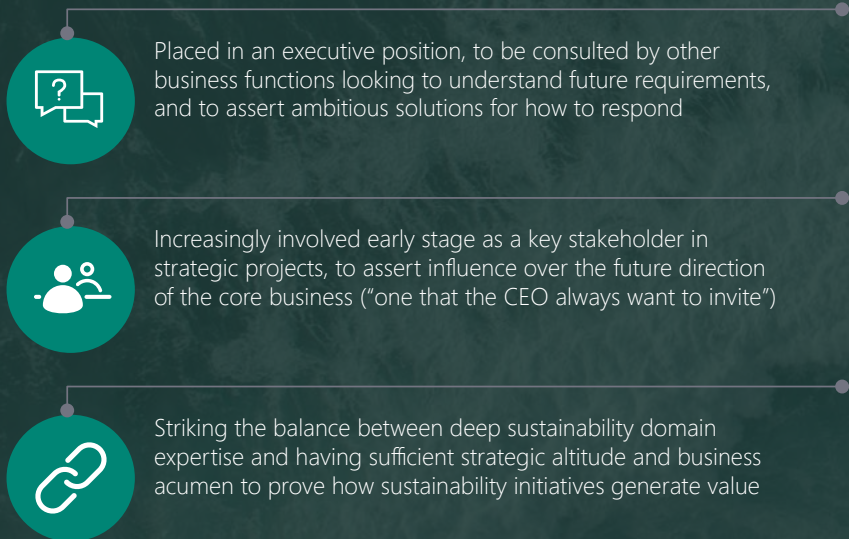 ?
Placed in an executive position, to be consulted by other
business functions looking to understand future requirements,
and to assert ambitious solutions for how to respond
Increasingly involved early stage as a key stakeholder in
strategic projects, to assert influence over the future direction
of the core business (“one that the CEO always want to invite”)
Striking the balance between deep sustainability domain
expertise and having sufficient strategic altitude and business
acumen to prove how sustainability initiatives generate value